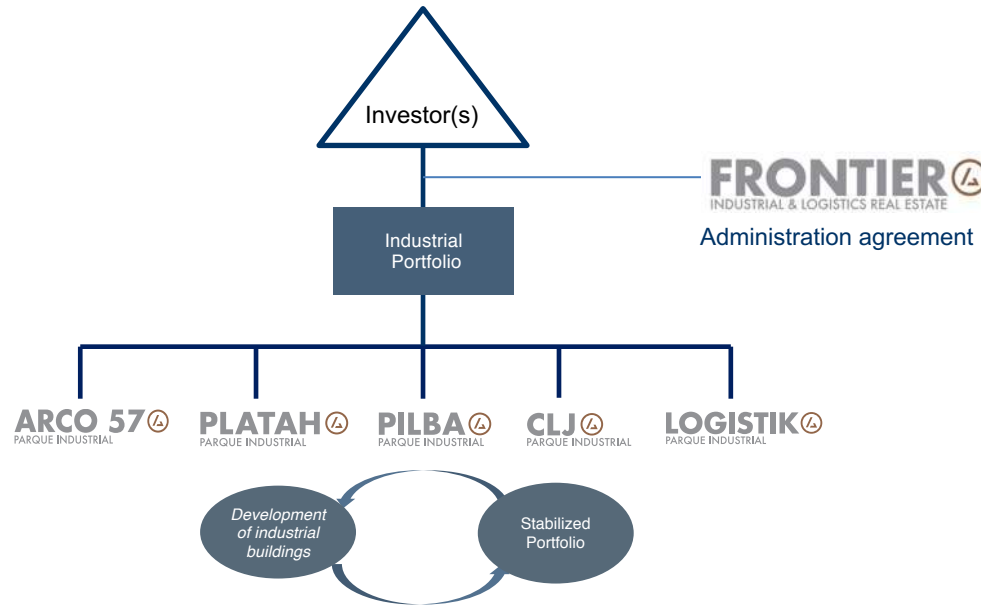 Investor(s)
FRONTIER
INDUSTRIAL & LOGISTICS REAL ESTATE
Administration agreement
Industrial
Portfolio
ARCO 57
PARQUE INDUSTRIAL
PLATAH
PARQUE INDUSTRIAL
PILBA
PARQUE INDUSTRIAL
CLJ
PARQUE INDUSTRIAL
LOGISTIK
PARQUE INDUSTRIAL
Development
of industrial
buildings
Stabilized
Portfolio